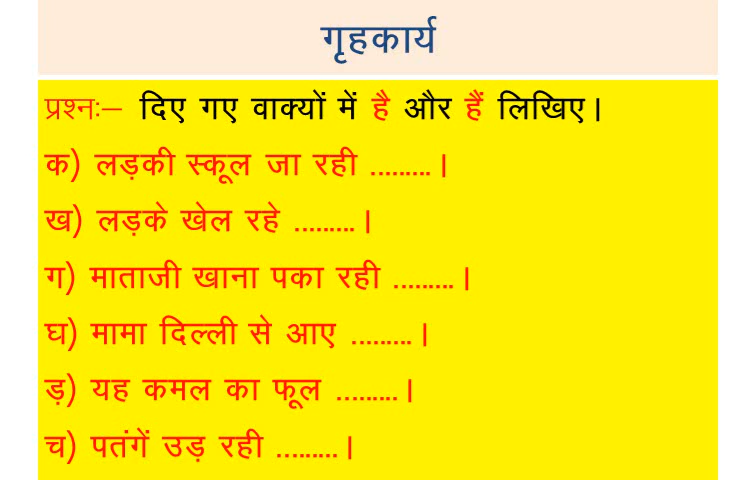 गृहकार्य
प्रश्नः– दिए गए वाक्यों में है और हैं लिखिए।
क) लड़की स्कूल जा रही .........।
ख) लड़के खेल रहे .........।
ग) माताजी खाना पका रही .........।
घ) मामा दिल्ली से आए .........।
ड़) यह कमल का फूल .........।
च) पतंगें उड़ रही .........।